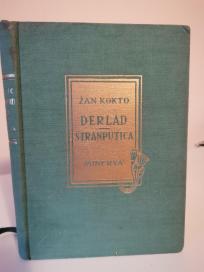 ŽAN KOKTO
DERLAD
STRANPUTICA
MINERVA